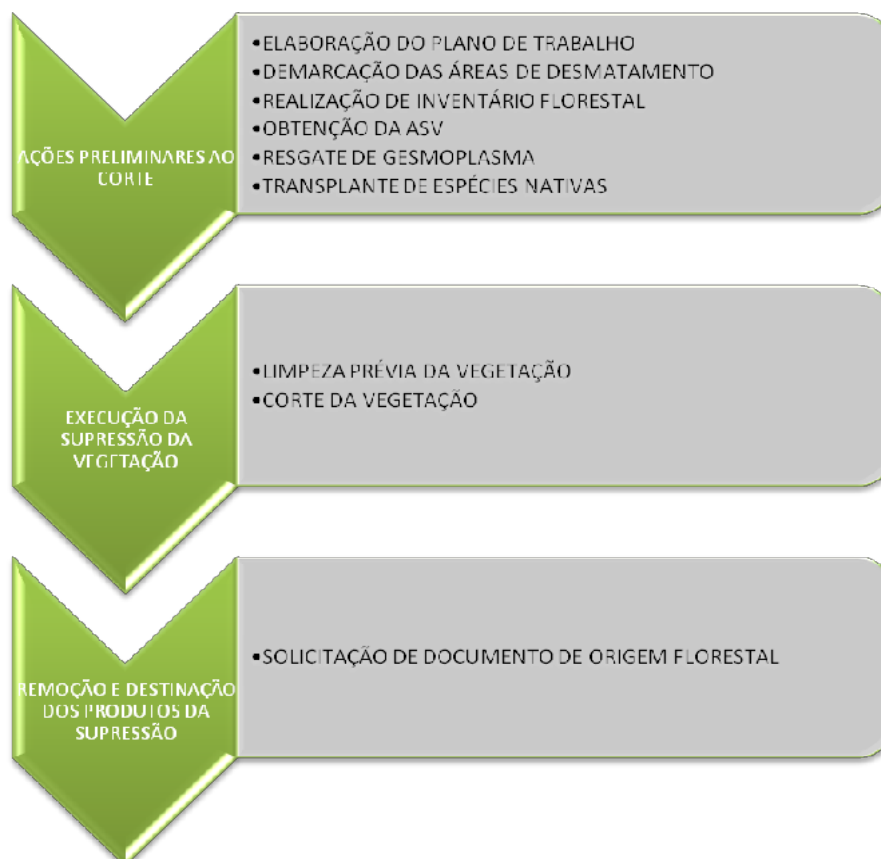 AÇÕES PRELIMINARES AO
CORTE
•ELABORAÇÃO DO PLANO DE TRABALHO
•DEMARCAÇÃO DAS ÁREAS DE DESMATAMENTO
•REALIZAÇÃO DE INVENTÁRIO FLORESTAL
•OBTENÇÃO DA ASV
•RESGATE DE GESMOPLASMA
•TRANSPLANTE DE ESPÉCIES NATIVAS
EXECUÇÃO DA
SUPRESSÃO DA
VEGETAÇÃO
•LIMPEZA PRÉVIA DA VEGETAÇÃO
•CORTE DA VEGETAÇÃO
REMOÇÃO E DESTINAÇÃO
DOS PRODUTOS DA
SUPRESSÃO
•SOLICITAÇÃO DE DOCUMENTO DE ORIGEM FLORESTAL